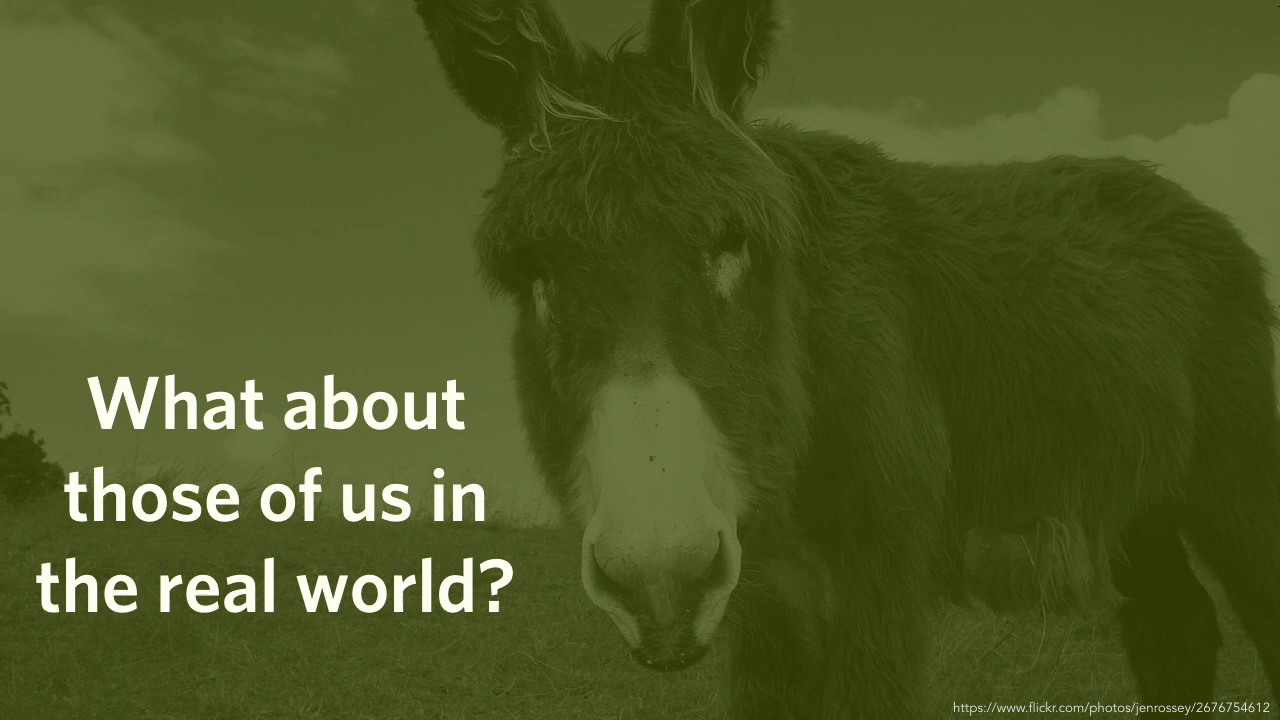 What about
those of us in
the real world?
https://www.flickr.com/photos/jenrossey/2676754612